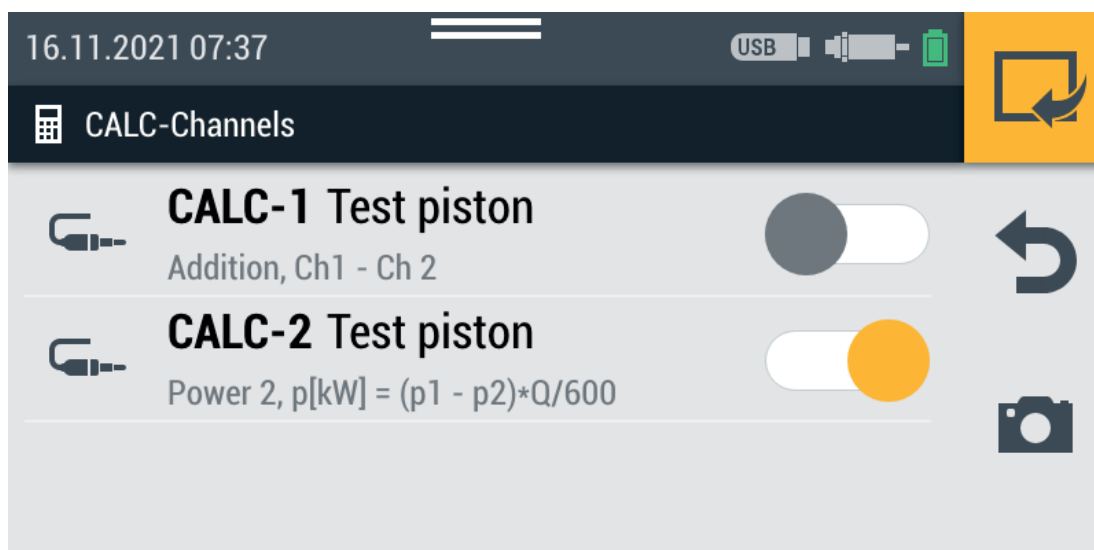 16.11.2021 07:37
USB
CALC-Channels
CALC-1 Test piston
Addition, Ch1 - Ch 2
CALC-2 Test piston
Power 2, p[kW] = (p1 - p2)*Q/600